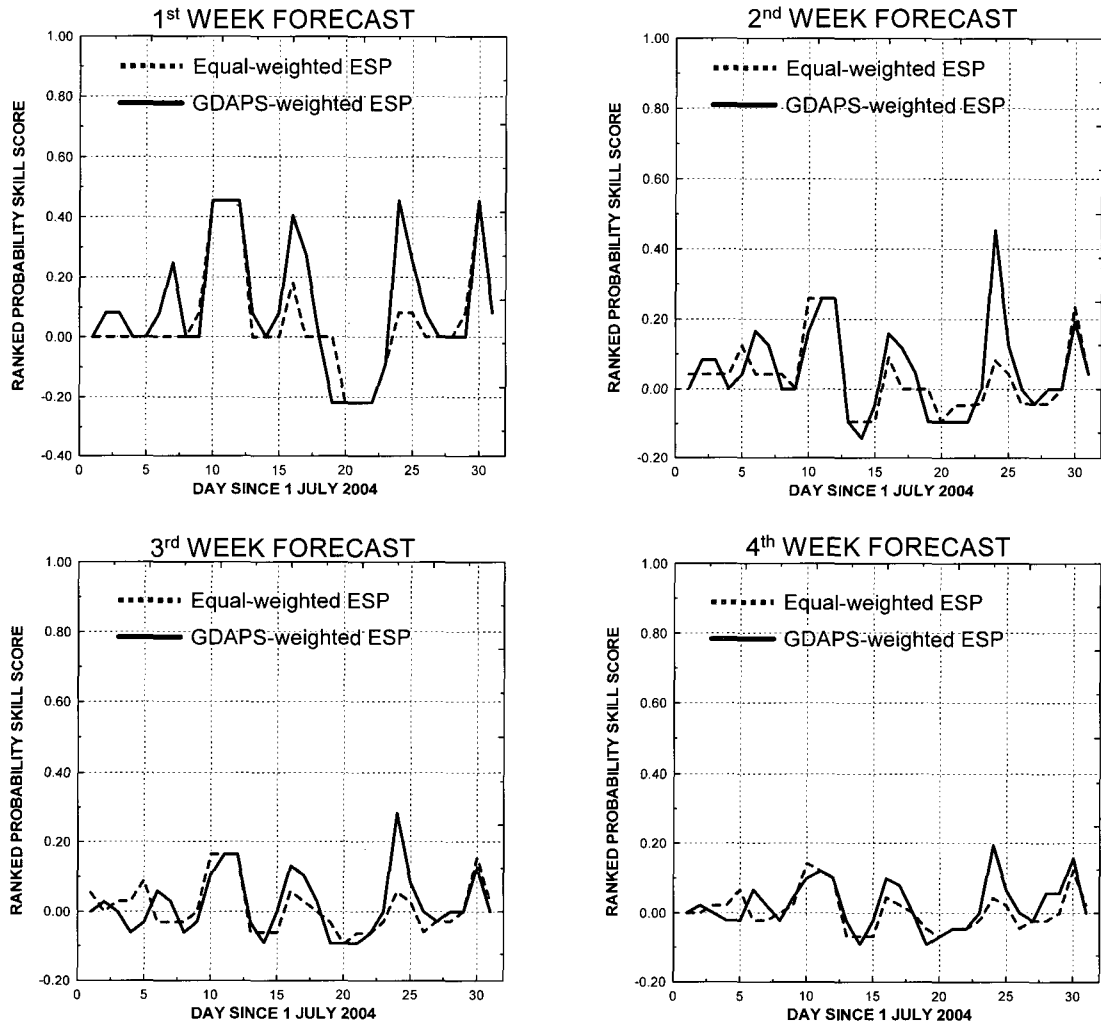 1st WEEK FORECAST
RANKED PROBABILITY SKILL SCORE
1.00
0.80
0.60
0.40
0.20
0.00
-0.20
-0.40
Equal-weighted ESP
GDAPS-weighted ESP
0 5 10 15 20 25 30
DAY SINCE 1 JULY 2004
2nd WEEK FORECAST
RANKED PROBABILITY SKILL SCORE
1.00
0.80
0.60
0.40
0.20
0.00
-0.20
Equal-weighted ESP
GDAPS-weighted ESP
0 5 10 15 20 25 30
DAY SINCE 1 JULY 2004
3rd WEEK FORECAST
RANKED PROBABILITY SKILL SCORE
1.00
0.80
0.60
0.40
0.20
0.00
-0.20
Equal-weighted ESP
GDAPS-weighted ESP
0 5 10 15 20 25 30
DAY SINCE 1 JULY 2004
4th WEEK FORECAST
RANKED PROBABILITY SKILL SCORE
1.00
0.80
0.60
0.40
0.20
0.00
-0.20
Equal-weighted ESP
GDAPS-weighted ESP
0 5 10 15 20 25 30
DAY SINCE 1 JULY 2004